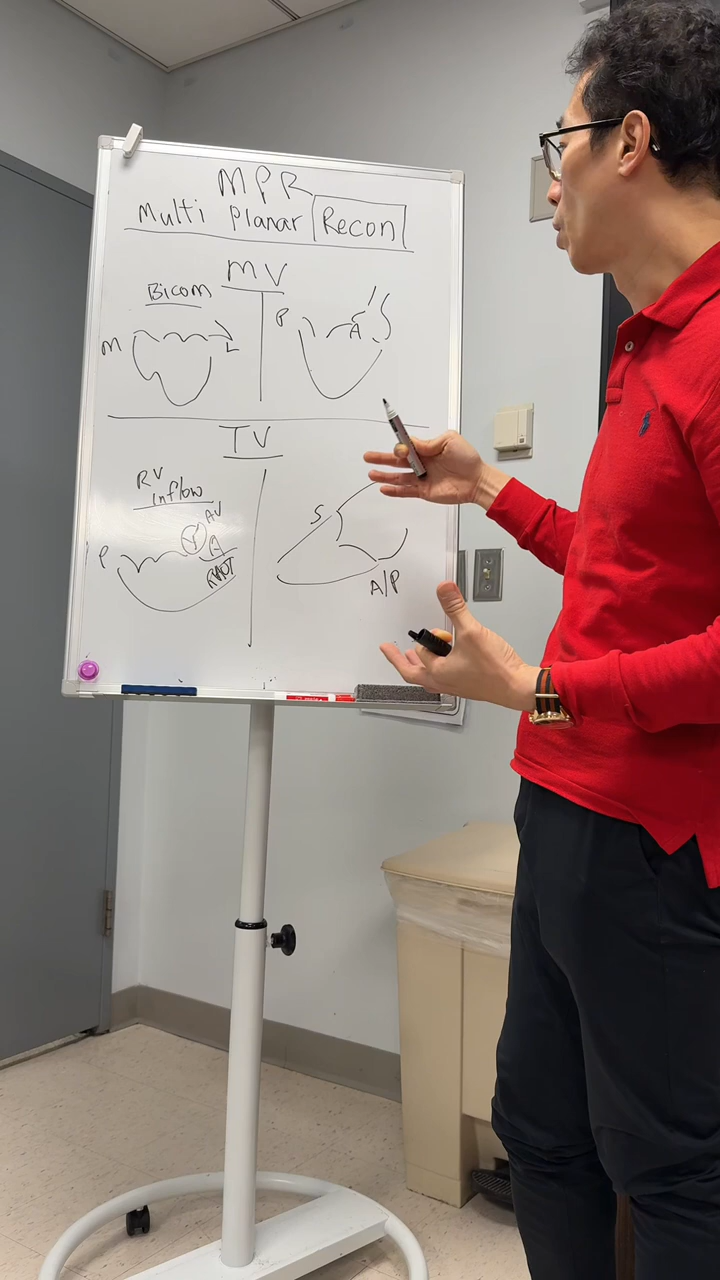 MPR
Multi Planar Recon
MV
Bicom
M
L
P
A
TV
RV
inflow
AV
P
A
RVOT
S
A/P